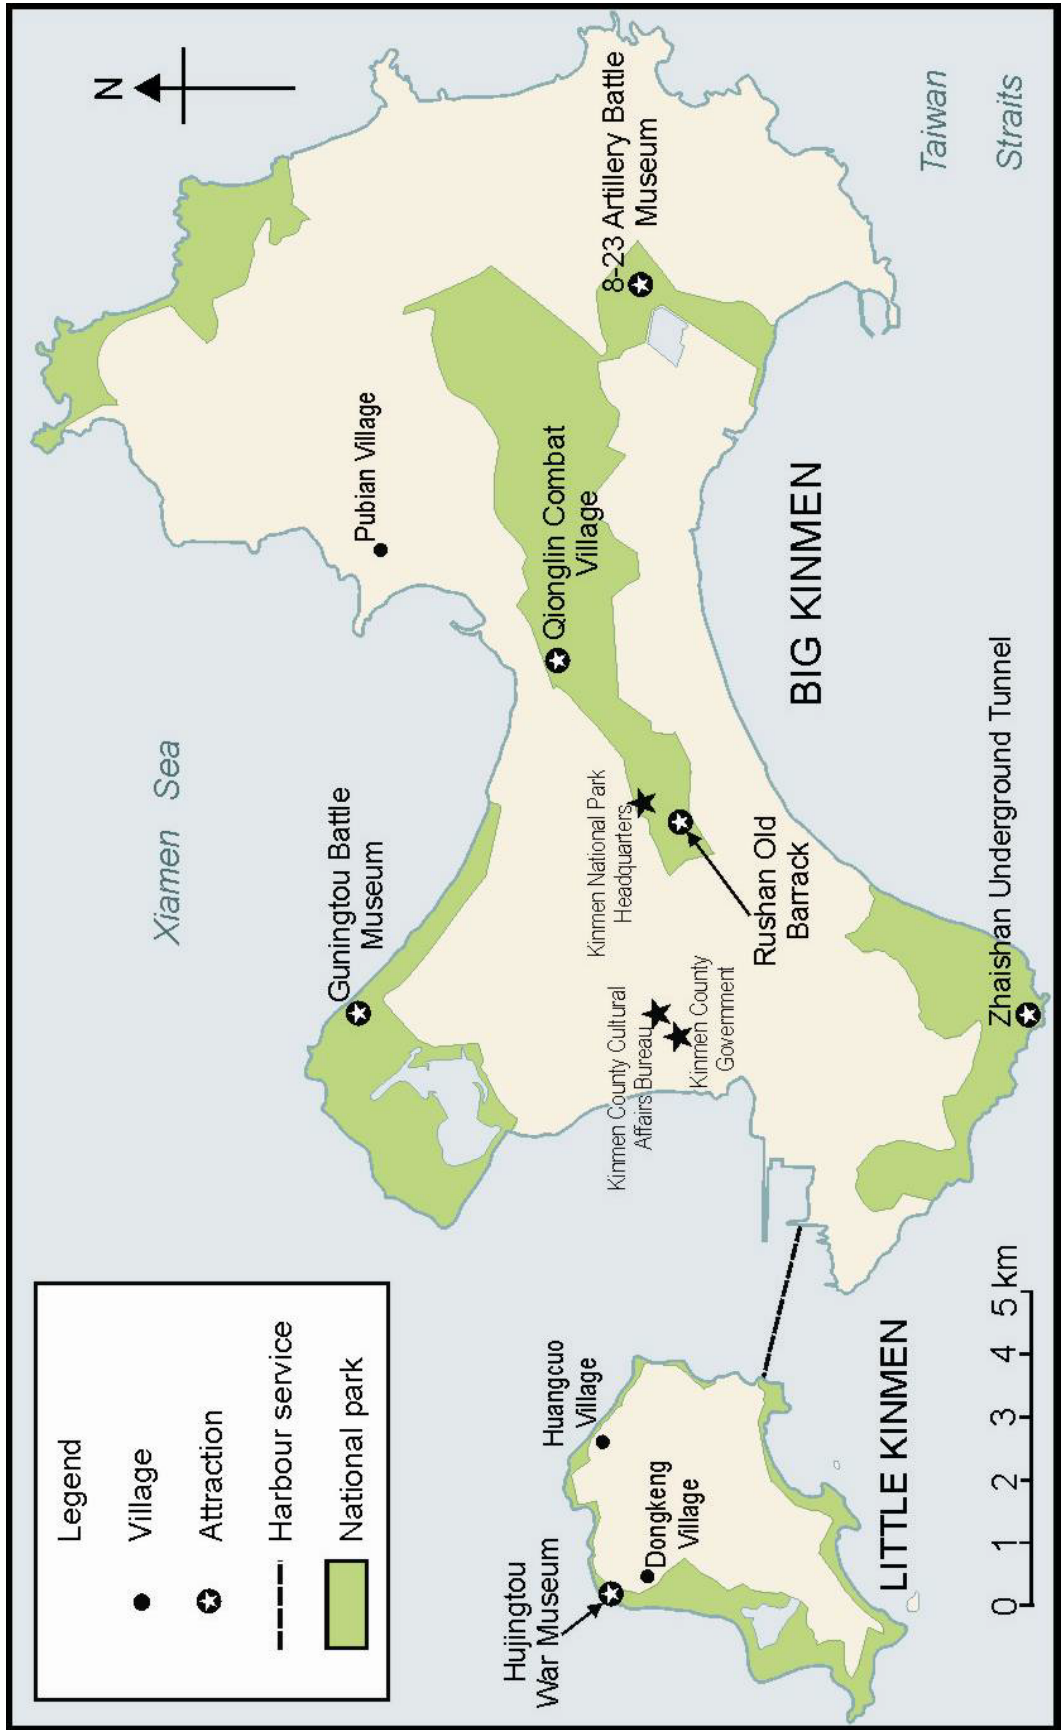 N
Taiwan
Straits
Xiamen Sea
8-23 Artillery Battle
Museum
Pubian Village
Qionglin Combat
Village
Guningtou Battle
Museum
Kinmen National Park
Headquarters
Rushan Old
Barrack
Kinmen County Cultural
Affairs Bureau
Kinmen County
Government
BIG KINMEN
Zhaishan Underground Tunnel
Huangcuo
Village
Dongkeng
Village
Hujingtou
War Museum
LITTLE KINMEN
0 1 2 3 4 5 km
Legend
Village
Attraction
Harbour service
National park